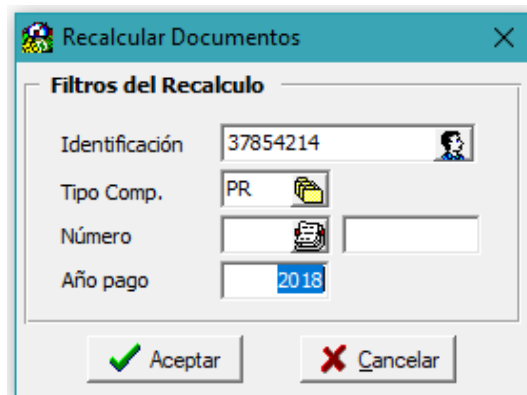 Recalcular Documentos
Filtros del Recalculo
Identificación 37854214
Tipo Comp. PR
Número
Año pago 2018
Aceptar Cancelar